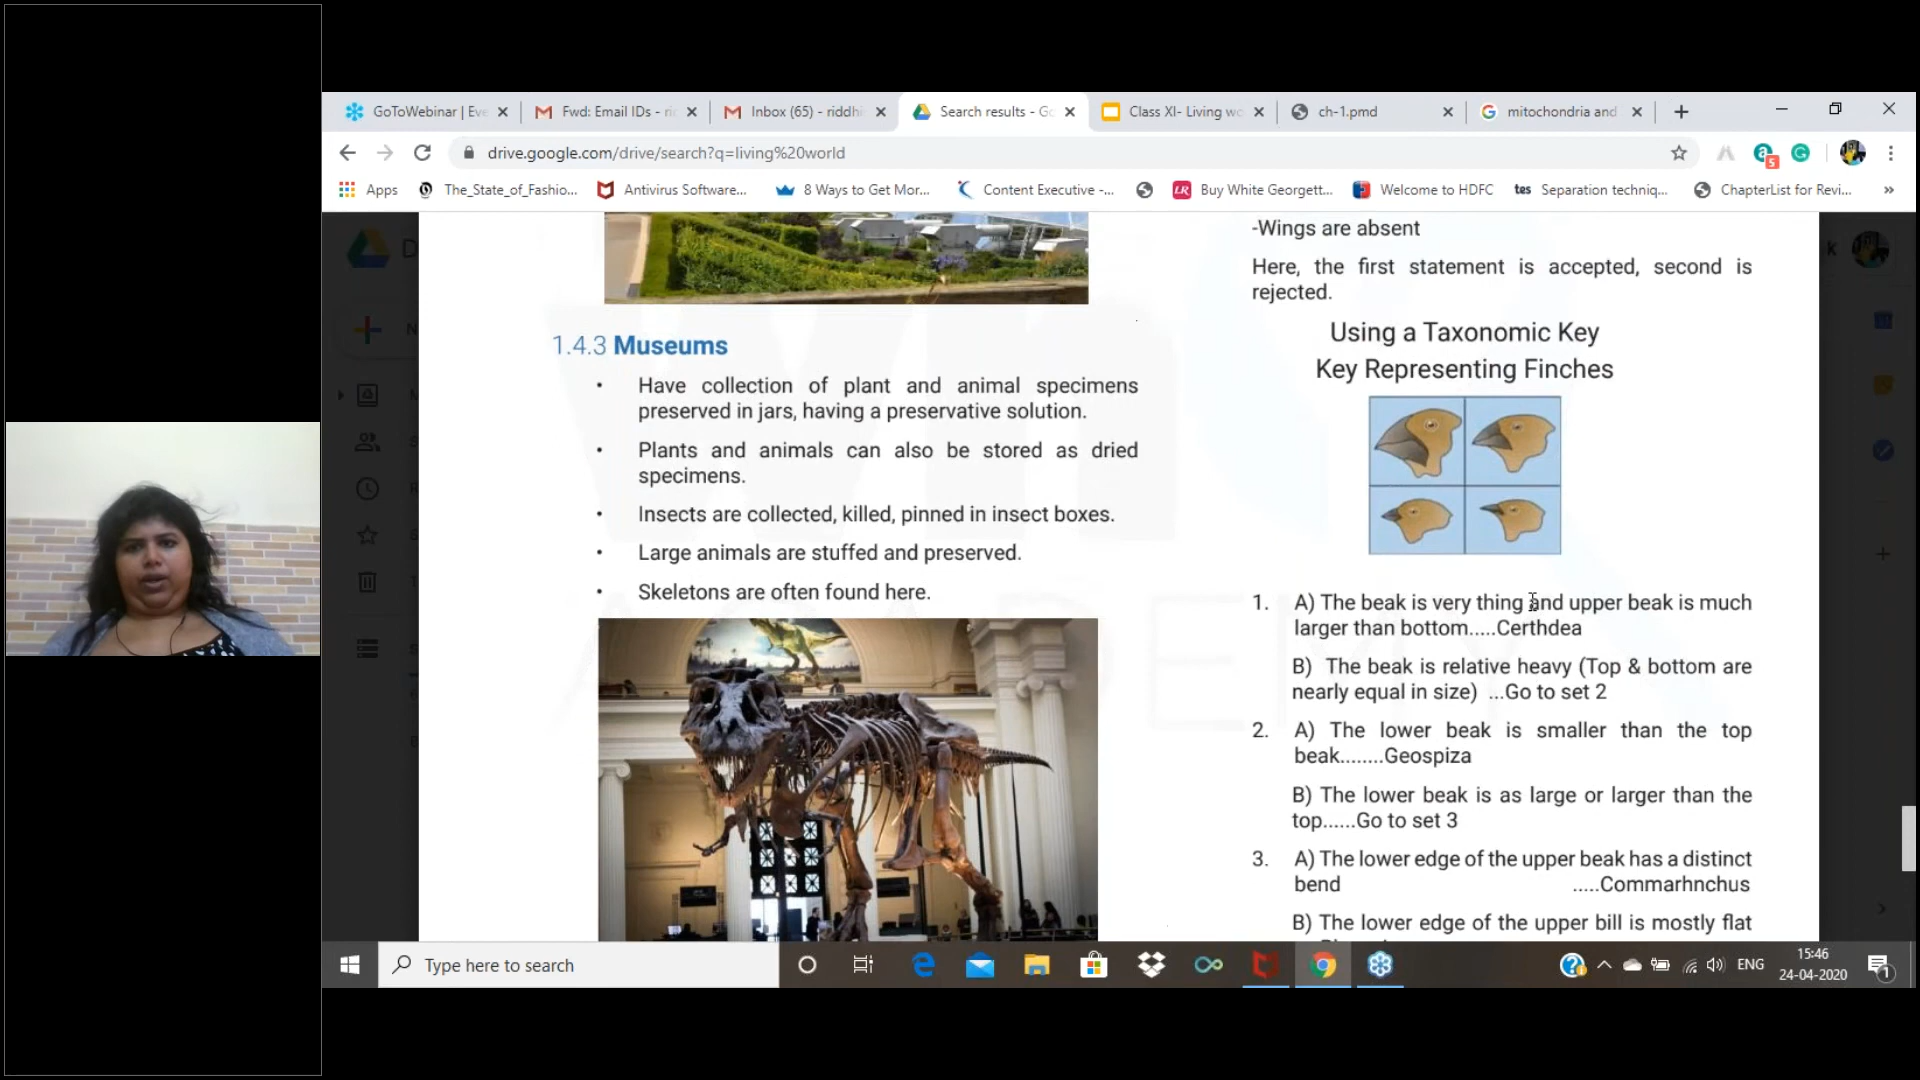 GoToWebinar | Eve
Fwd: Email IDs - ri
Inbox (65) - riddhi
Search results - Go
Class XI- Living wo
ch-1.pmd
mitochondria and
drive.google.com/drive/search?q=living%20world
5
Apps
The_State_of_Fashio...
Antivirus Software...
8 Ways to Get Mor...
Content Executive -...
LR
Buy White Georgett...
Welcome to HDFC
tes
Separation techniq...
ChapterList for Revi...
»
1.4.3 Museums
• Have collection of plant and animal specimens
preserved in jars, having a preservative solution.
• Plants and animals can also be stored as dried
specimens.
• Insects are collected, killed, pinned in insect boxes.
• Large animals are stuffed and preserved.
• Skeletons are often found here.
-Wings are absent
Here, the first statement is accepted, second is
rejected.
Using a Taxonomic Key
Key Representing Finches
1. A) The beak is very thing and upper beak is much
larger than bottom.....Certhdea
B) The beak is relative heavy (Top & bottom are
nearly equal in size) ...Go to set 2
2. A) The lower beak is smaller than the top
beak........Geospiza
B) The lower beak is as large or larger than the
top......Go to set 3
3. A) The lower edge of the upper beak has a distinct
bend .....Commarhnchus
B) The lower edge of the upper bill is mostly flat
Type here to search
ENG
15:46
24-04-2020
1